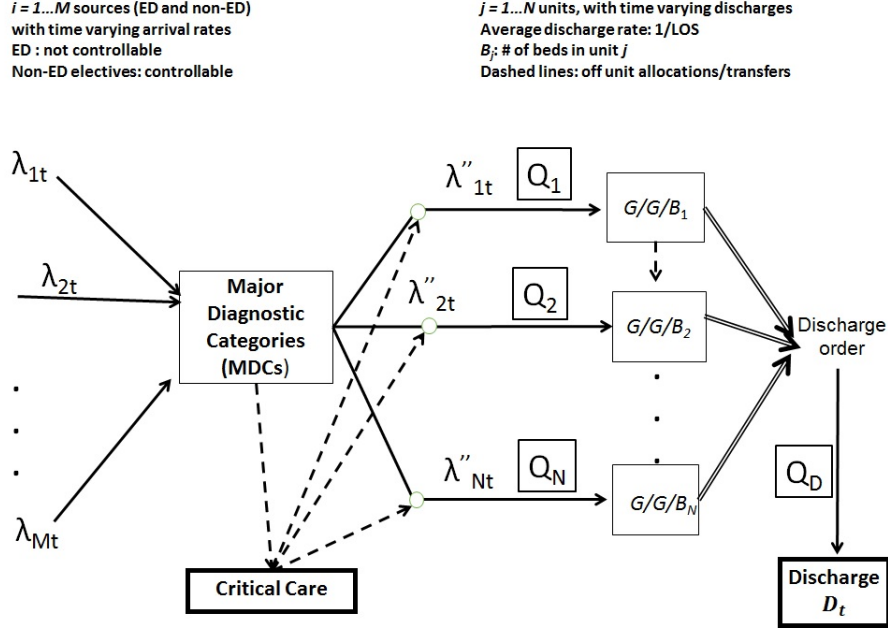 i = 1...M sources (ED and non-ED)
with time varying arrival rates
ED : not controllable
Non-ED electives: controllable
j = 1...N units, with time varying discharges
Average discharge rate: 1/LOS
Bj: # of beds in unit j
Dashed lines: off unit allocations/transfers
λ1t
λ2t
.
.
.
λMt
Major
Diagnostic
Categories
(MDCs)
Critical Care
λ″1t
Q1
G/G/B1
λ″2t
Q2
G/G/B2
.
.
.
λ″Nt
QN
G/G/BN
Discharge
order
QD
Discharge
Dt